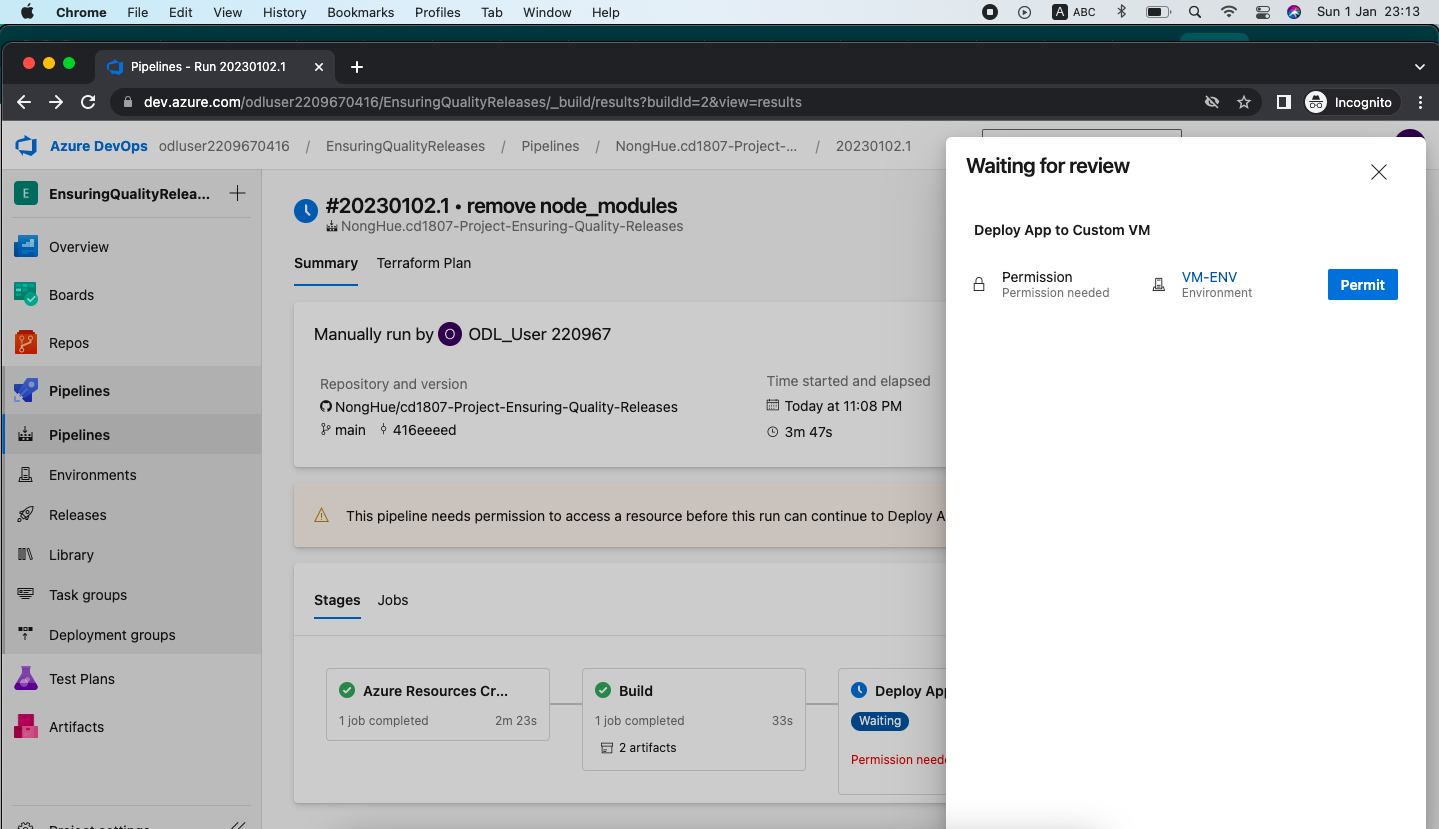 Chrome File Edit View History Bookmarks Profiles Tab Window Help A ABC Sun 1 Jan 23:13
Pipelines - Run 20230102.1
dev.azure.com/odluser2209670416/EnsuringQualityReleases/_build/results?buildId=2&view=results Incognito
Azure DevOps odluser2209670416 / EnsuringQualityReleases / Pipelines / NongHue.cd1807-Project-... / 20230102.1
E EnsuringQualityRelea...
Overview
Boards
Repos
Pipelines
Pipelines
Environments
Releases
Library
Task groups
Deployment groups
Test Plans
Artifacts
Project settings
#20230102.1 • remove node_modules
NongHue.cd1807-Project-Ensuring-Quality-Releases
Summary Terraform Plan
Manually run by O ODL_User 220967
Repository and version
NongHue/cd1807-Project-Ensuring-Quality-Releases
main 416eeeed
Time started and elapsed
Today at 11:08 PM
3m 47s
This pipeline needs permission to access a resource before this run can continue to Deploy A
Stages Jobs
Azure Resources Cr...
1 job completed 2m 23s
Build
1 job completed 33s
2 artifacts
Deploy App
Waiting
Permission neede
Waiting for review
Deploy App to Custom VM
Permission
Permission needed
VM-ENV
Environment
Permit